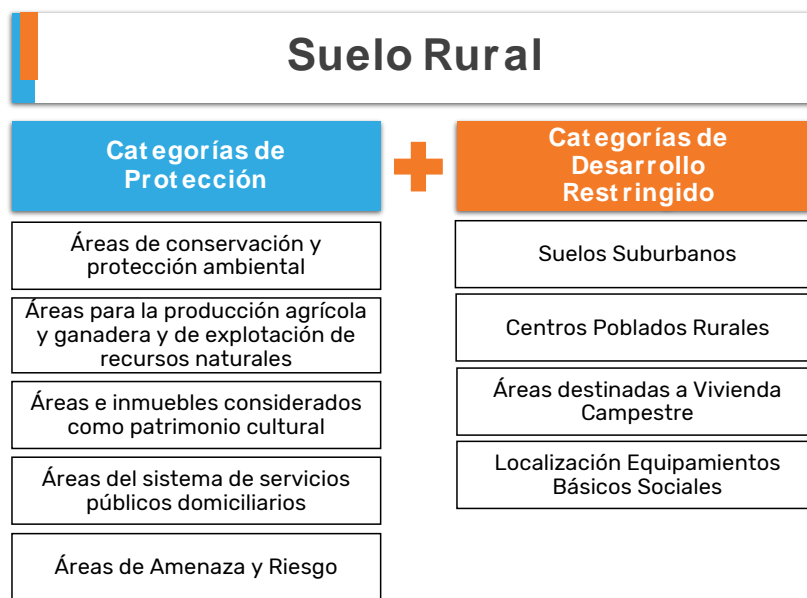 Suelo Rural
Categorías de
Protección
Áreas de conservación y
protección ambiental
Áreas para la producción agrícola
y ganadera y de explotación de
recursos naturales
Áreas e inmuebles considerados
como patrimonio cultural
Áreas del sistema de servicios
públicos domiciliarios
Áreas de Amenaza y Riesgo
Categorías de
Desarrollo
Restringido
Suelos Suburbanos
Centros Poblados Rurales
Áreas destinadas a Vivienda
Campestre
Localización Equipamientos
Básicos Sociales